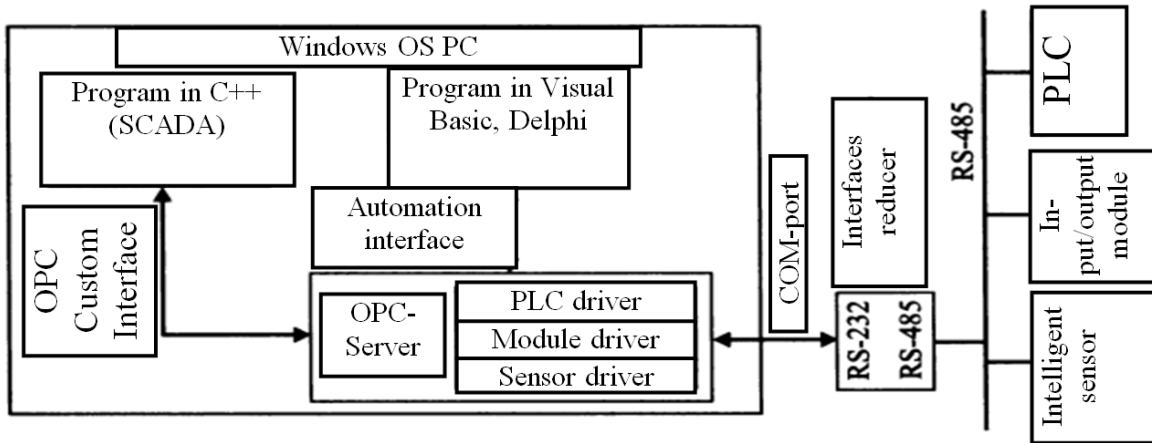 Windows OS PC
Program in C++
(SCADA)
Program in Visual
Basic, Delphi
OPC
Custom
Interface
Automation
interface
OPC-
Server
PLC driver
Module driver
Sensor driver
COM-port
Interfaces
reducer
RS-232
RS-485
RS-485
PLC
In-
put/output
module
Intelligent
sensor